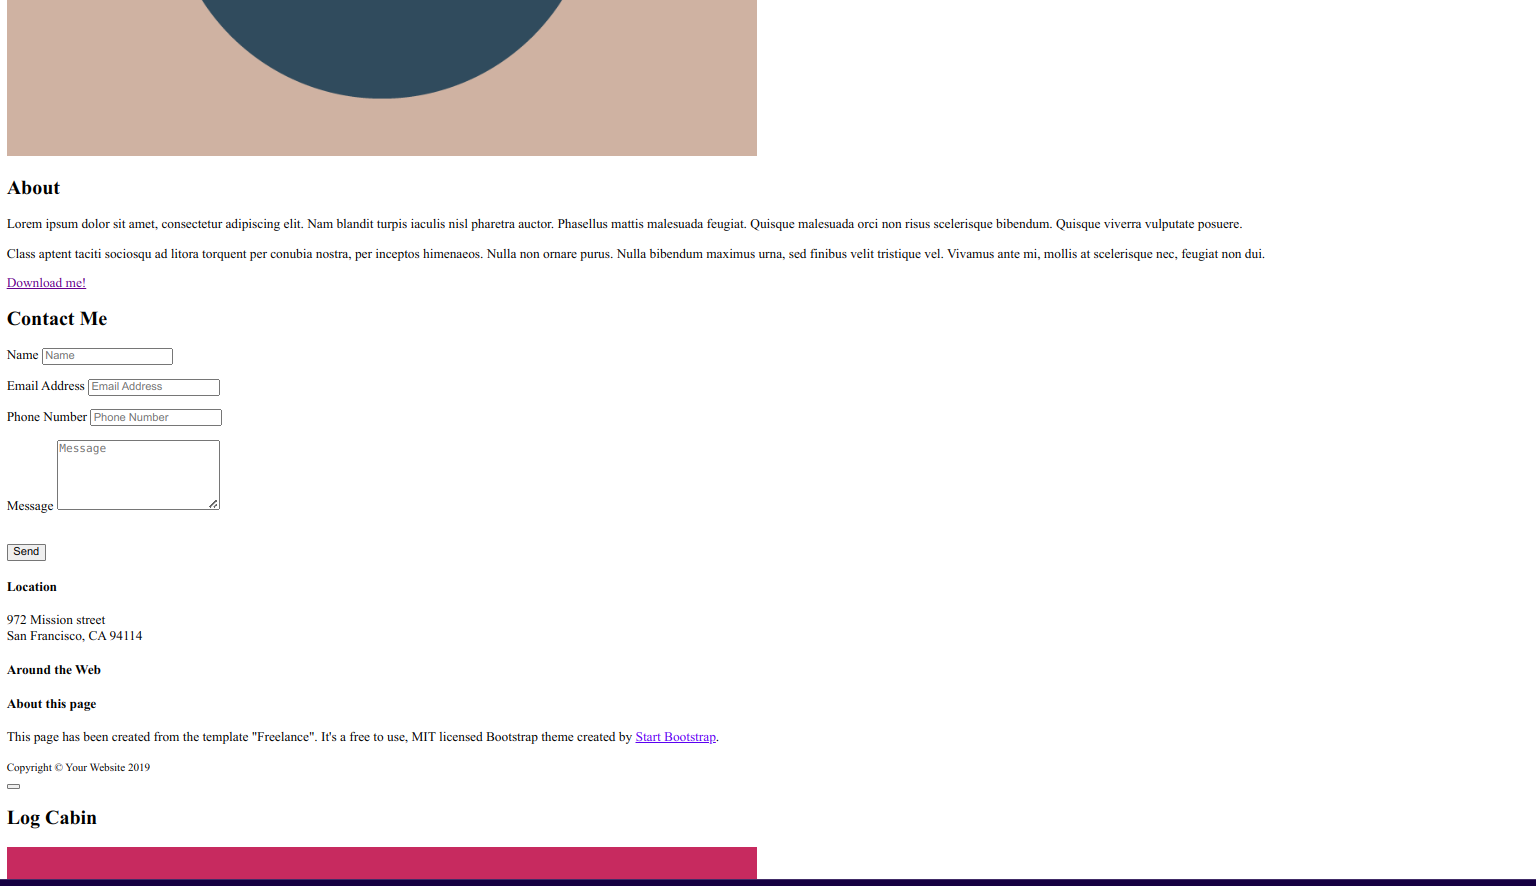 About
Lorem ipsum dolor sit amet, consectetur adipiscing elit. Nam blandit turpis iaculis nisl pharetra auctor. Phasellus mattis malesuada feugiat. Quisque malesuada orci non risus scelerisque bibendum. Quisque viverra vulputate posuere.
Class aptent taciti sociosqu ad litora torquent per conubia nostra, per inceptos himenaeos. Nulla non ornare purus. Nulla bibendum maximus urna, sed finibus velit tristique vel. Vivamus ante mi, mollis at scelerisque nec, feugiat non dui.
Download me!
Contact Me
Name Name
Email Address Email Address
Phone Number Phone Number
Message
Message
Send
Location
972 Mission street
San Francisco, CA 94114
Around the Web
About this page
This page has been created from the template "Freelance". It's a free to use, MIT licensed Bootstrap theme created by Start Bootstrap.
Copyright © Your Website 2019
Log Cabin